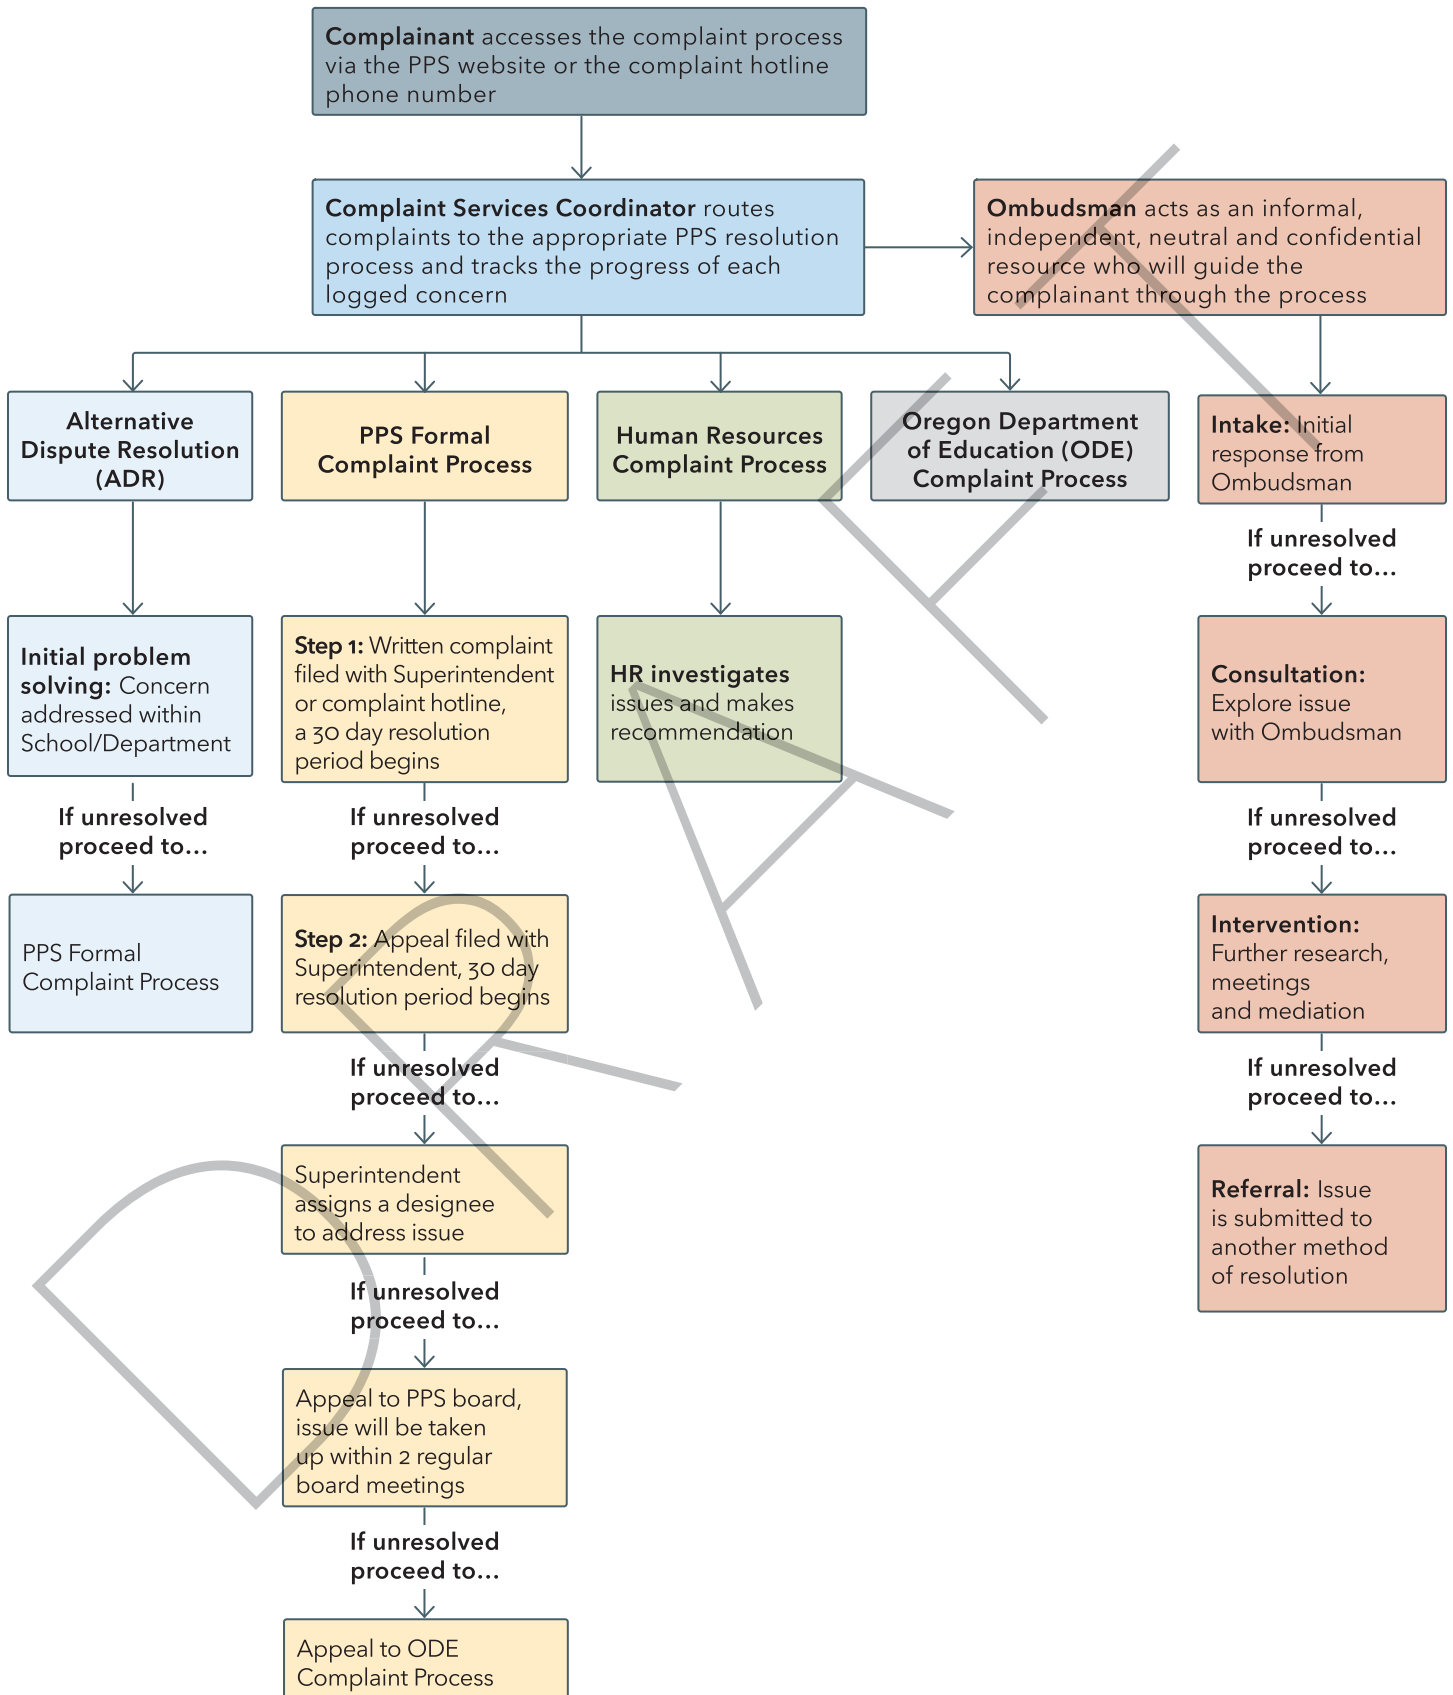 Complainant accesses the complaint process
via the PPS website or the complaint hotline
phone number
Complaint Services Coordinator routes
complaints to the appropriate PPS resolution
process and tracks the progress of each
logged concern
Ombudsman acts as an informal,
independent, neutral and confidential
resource who will guide the
complainant through the process
Alternative
Dispute Resolution
(ADR)
PPS Formal
Complaint Process
Human Resources
Complaint Process
Oregon Department
of Education (ODE)
Complaint Process
Intake: Initial
response from
Ombudsman
If unresolved
proceed to...
Initial problem
solving: Concern
addressed within
School/Department
Step 1: Written complaint
filed with Superintendent
or complaint hotline,
a 30 day resolution
period begins
HR investigates
issues and makes
recommendation
Consultation:
Explore issue
with Ombudsman
If unresolved
proceed to...
If unresolved
proceed to...
If unresolved
proceed to...
PPS Formal
Complaint Process
Step 2: Appeal filed with
Superintendent, 30 day
resolution period begins
Intervention:
Further research,
meetings
and mediation
If unresolved
proceed to...
If unresolved
proceed to...
Superintendent
assigns a designee
to address issue
Referral: Issue
is submitted to
another method
of resolution
If unresolved
proceed to...
Appeal to PPS board,
issue will be taken
up within 2 regular
board meetings
If unresolved
proceed to...
Appeal to ODE
Complaint Process
DRAFT